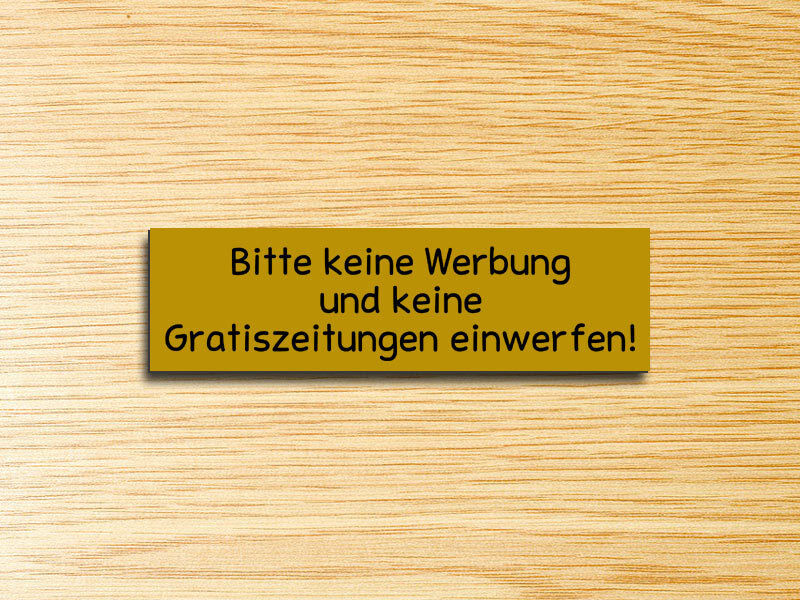 Bitte keine Werbung
und keine
Gratiszeitungen einwerfen!